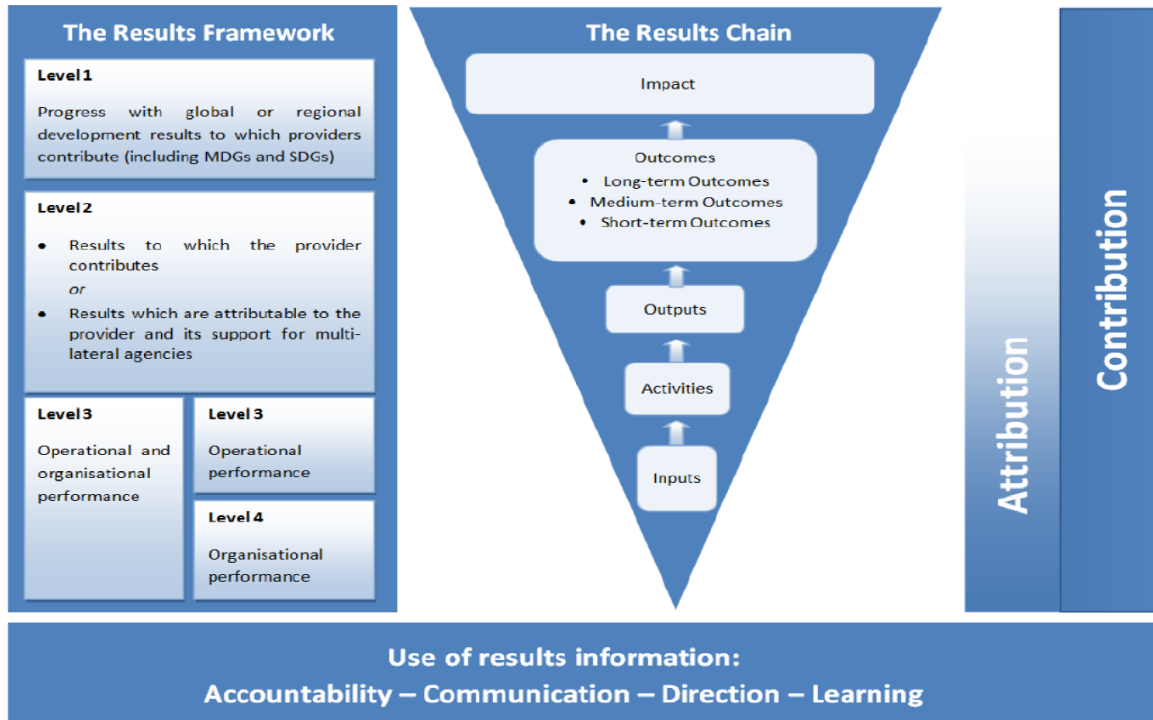 The Results Framework
Level 1
Progress with global or regional
development results to which providers
contribute (including MDGs and SDGs)
Level 2
• Results to which the provider
contributes
or
• Results which are attributable to the
provider and its support for multi-
lateral agencies
Level 3
Operational and
organisational
performance
Level 3
Operational
performance
Level 4
Organisational
performance
The Results Chain
Impact
Outcomes
• Long-term Outcomes
• Medium-term Outcomes
• Short-term Outcomes
Outputs
Activities
Inputs
Attribution
Contribution
Use of results information:
Accountability – Communication – Direction – Learning